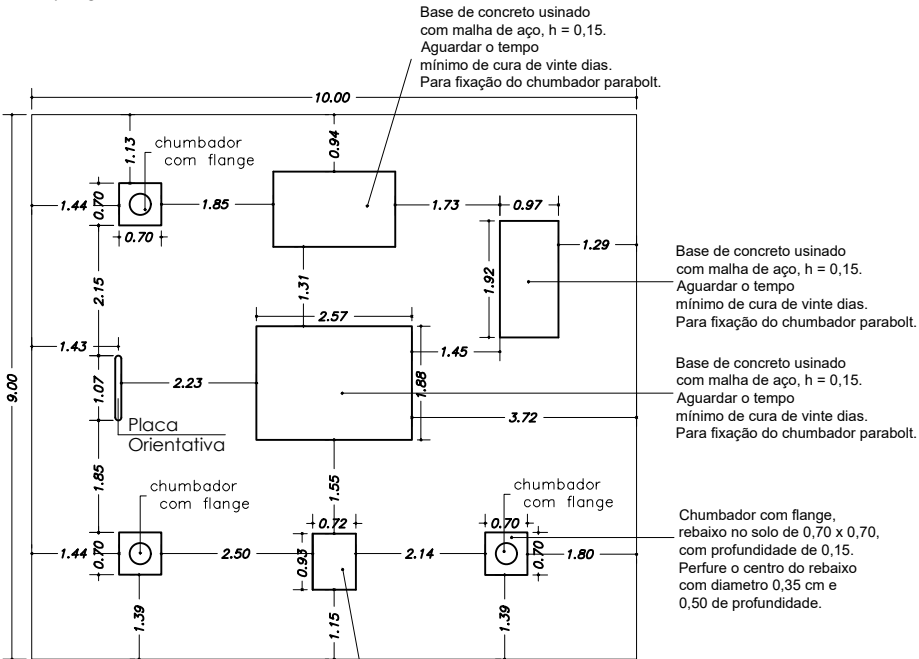 Base de concreto usinado
com malha de aço, h = 0,15.
Aguardar o tempo
mínimo de cura de vinte dias.
Para fixação do chumbador parabolt.
10.00
1.13
chumbador
com flange
0.94
1.44
0.70
1.85
1.73
0.97
0.70
1.29
1.92
Base de concreto usinado
com malha de aço, h = 0,15.
Aguardar o tempo
mínimo de cura de vinte dias.
Para fixação do chumbador parabolt.
2.15
1.31
2.57
1.43
1.45
9.00
1.07
2.23
1.88
Base de concreto usinado
com malha de aço, h = 0,15.
Aguardar o tempo
mínimo de cura de vinte dias.
Para fixação do chumbador parabolt.
3.72
Placa
Orientativa
1.85
1.55
chumbador
com flange
chumbador
com flange
0.72
0.70
1.44
0.70
2.50
0.93
2.14
0.70
1.80
Chumbador com flange,
rebaixo no solo de 0,70 x 0,70,
com profundidade de 0,15.
Perfure o centro do rebaixo
com diametro 0,35 cm e
0,50 de profundidade.
1.39
1.15
1.39